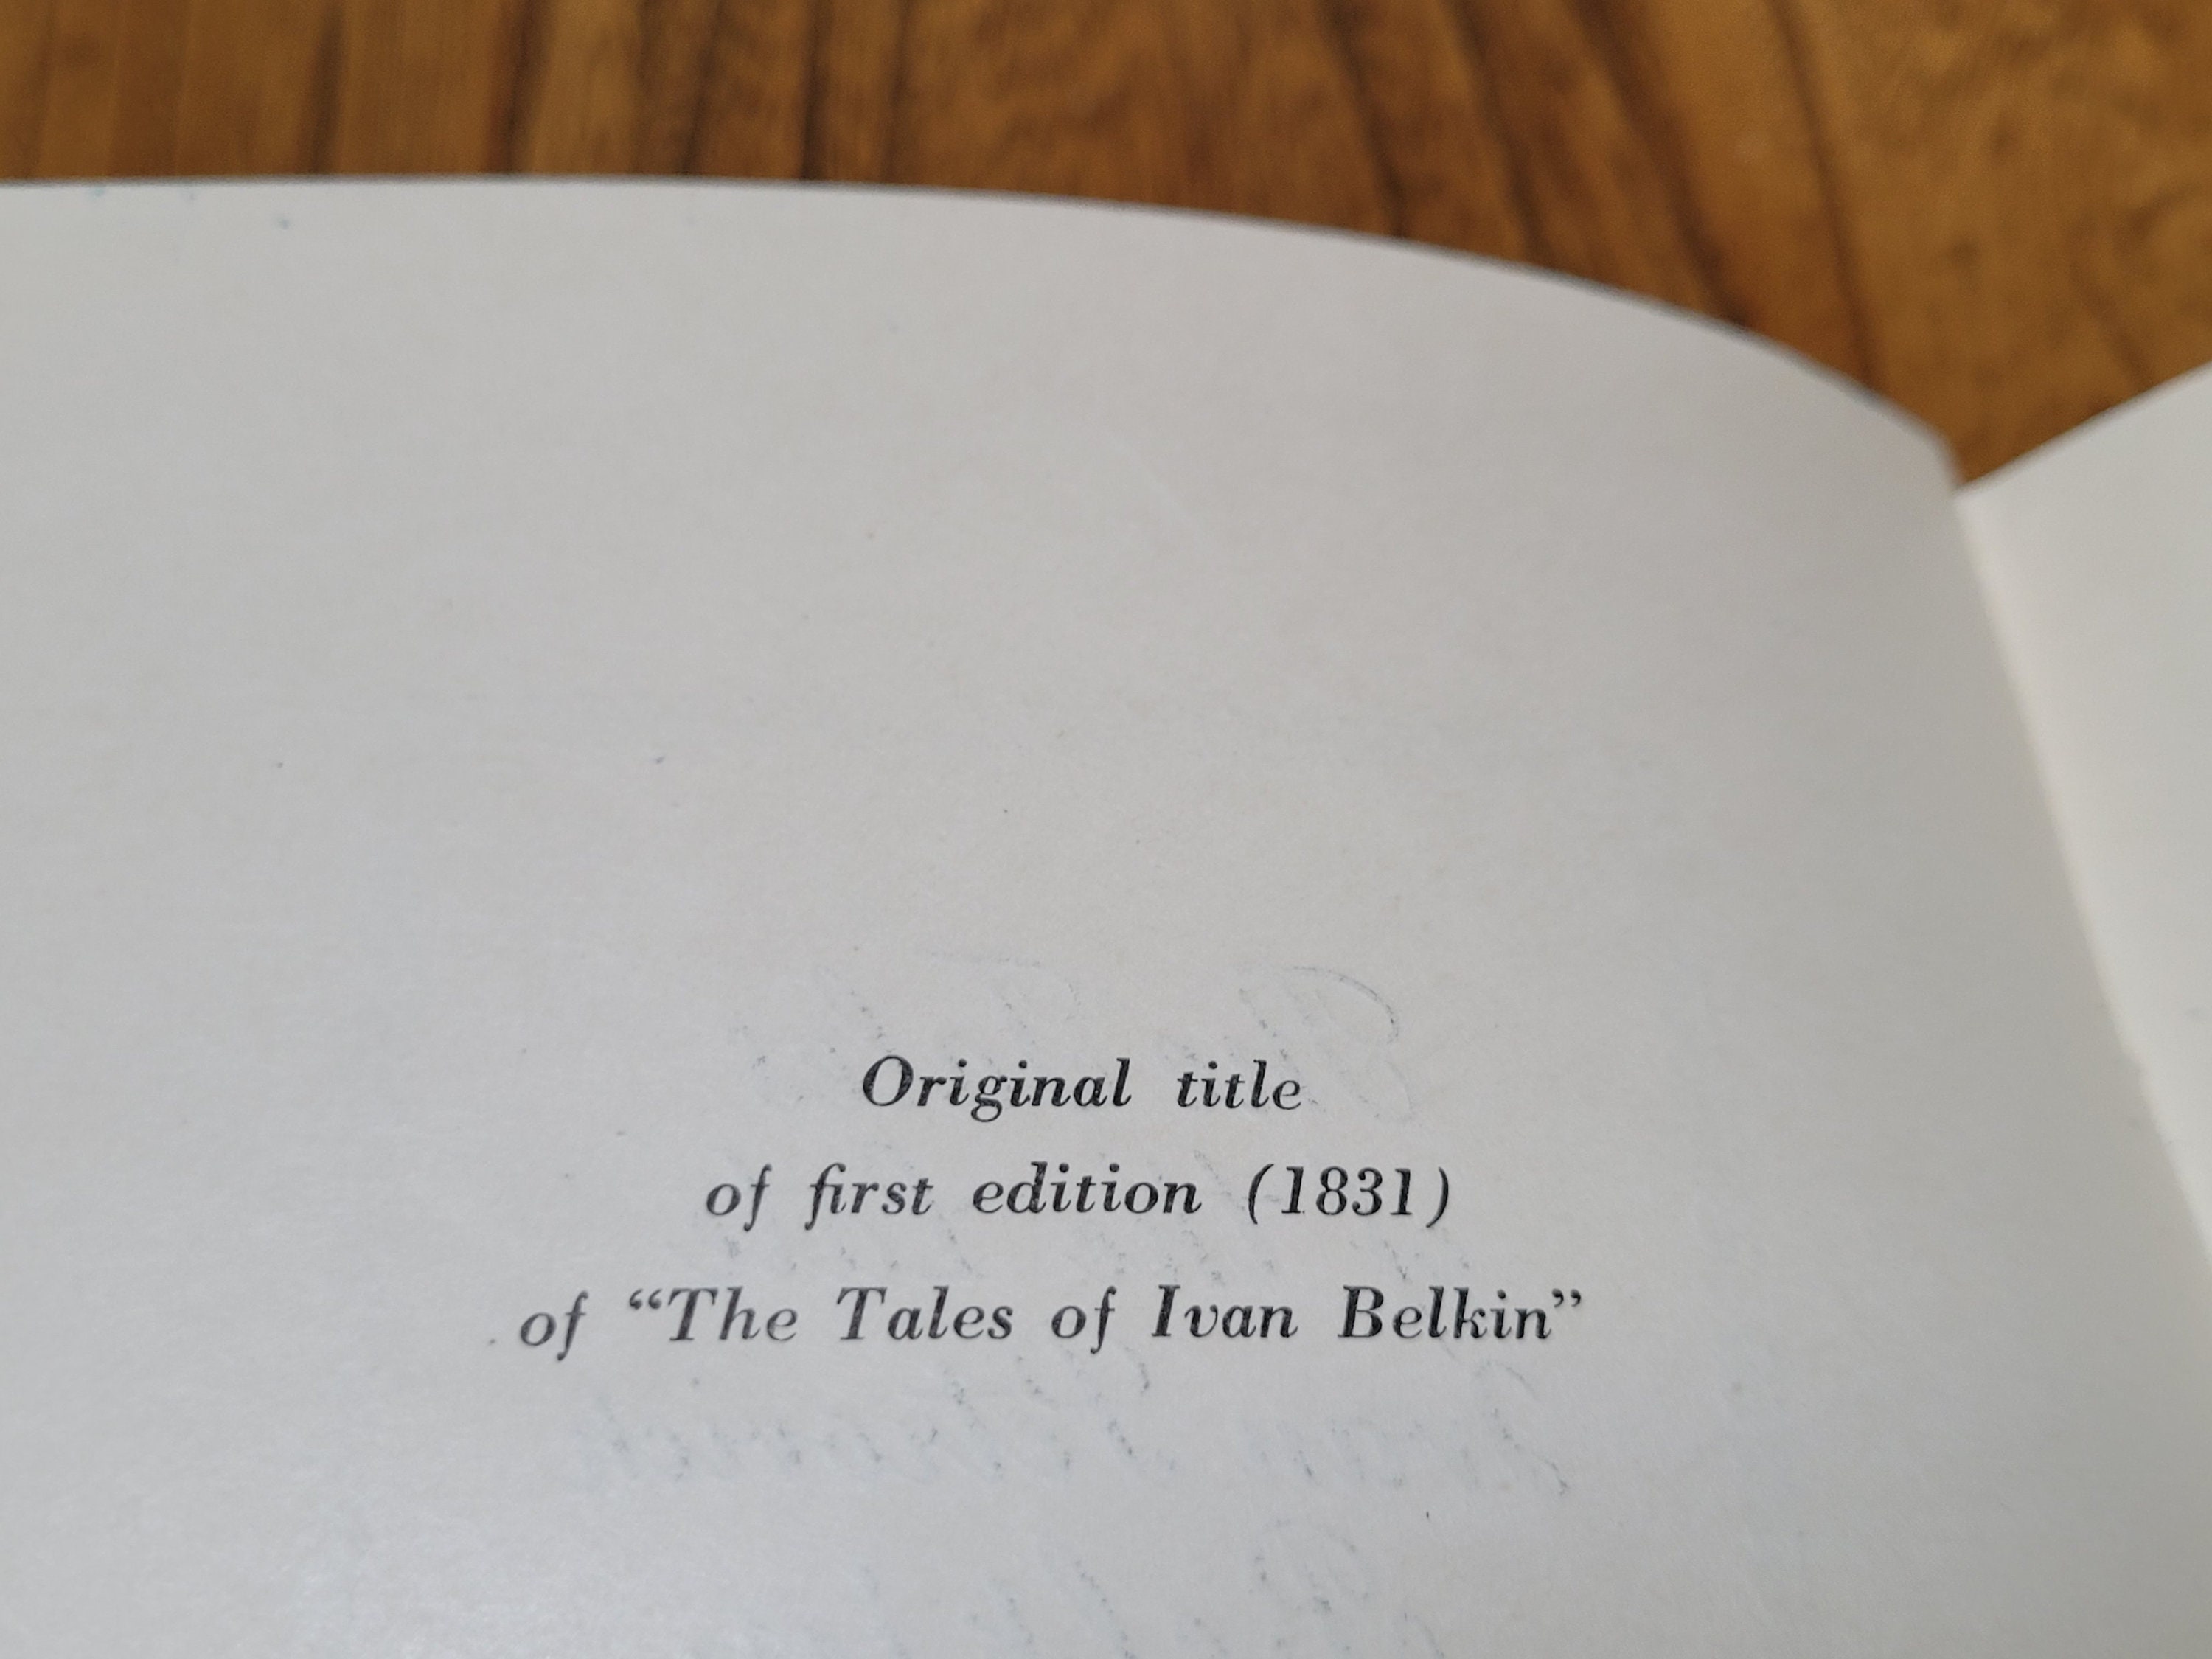 Original title
of first edition (1831)
of “The Tales of Ivan Belkin”